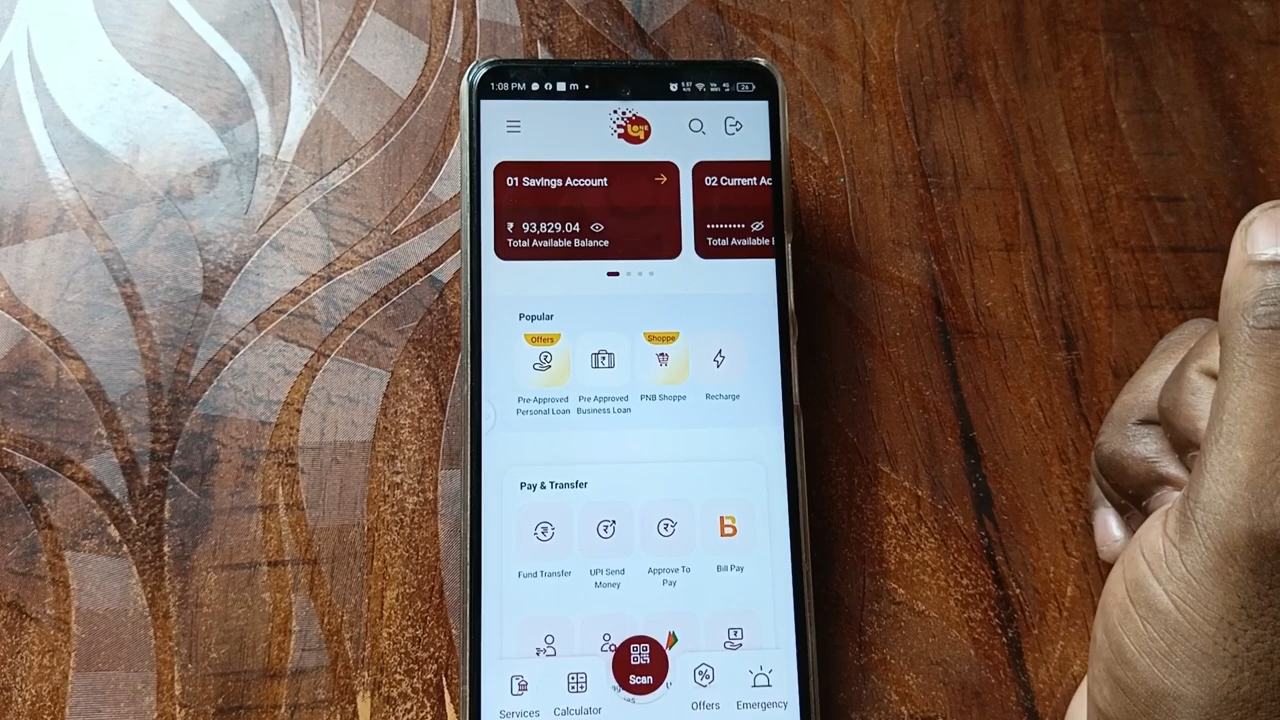 1:08 PM
26
ONE
01 Savings Account
₹ 93,829.04
Total Available Balance
02 Current Ac
Total Available B
Popular
Offers
Shoppe
Pre-Approved
Personal Loan
Pre Approved
Business Loan
PNB Shoppe
Recharge
Pay & Transfer
Fund Transfer
UPI Send
Money
Approve To
Pay
Bill Pay
Scan
Services
Calculator
Offers
Emergency